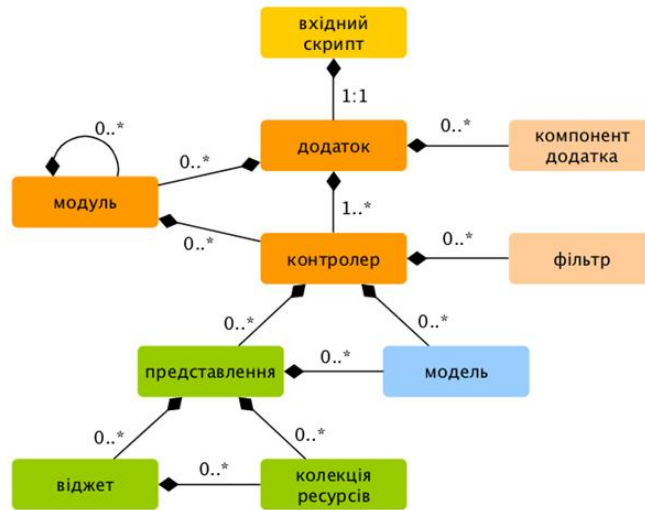 вхідний
скрипт
1:1
0..*
0..*
0..*
додаток
компонент
додатка
модуль
1..*
0..*
0..*
контролер
фільтр
0..*
0..*
0..*
представлення
модель
0..*
0..*
0..*
віджет
колекція
ресурсів